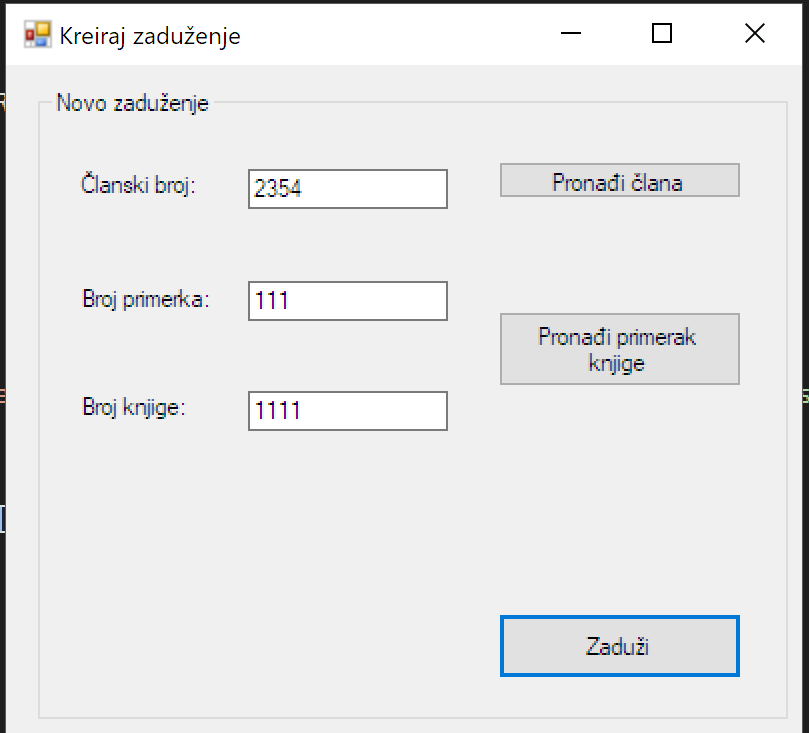 Kreiraj zaduženje
Novo zaduženje
Članski broj:
2354
Pronađi člana
Broj primerka:
111
Pronađi primerak
knjige
Broj knjige:
1111
Zaduži